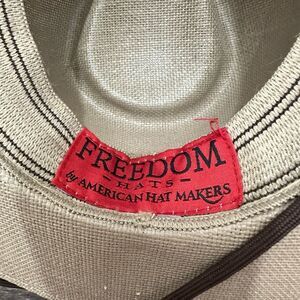 FREEDOM
- HATS -
by AMERICAN HAT MAKERS